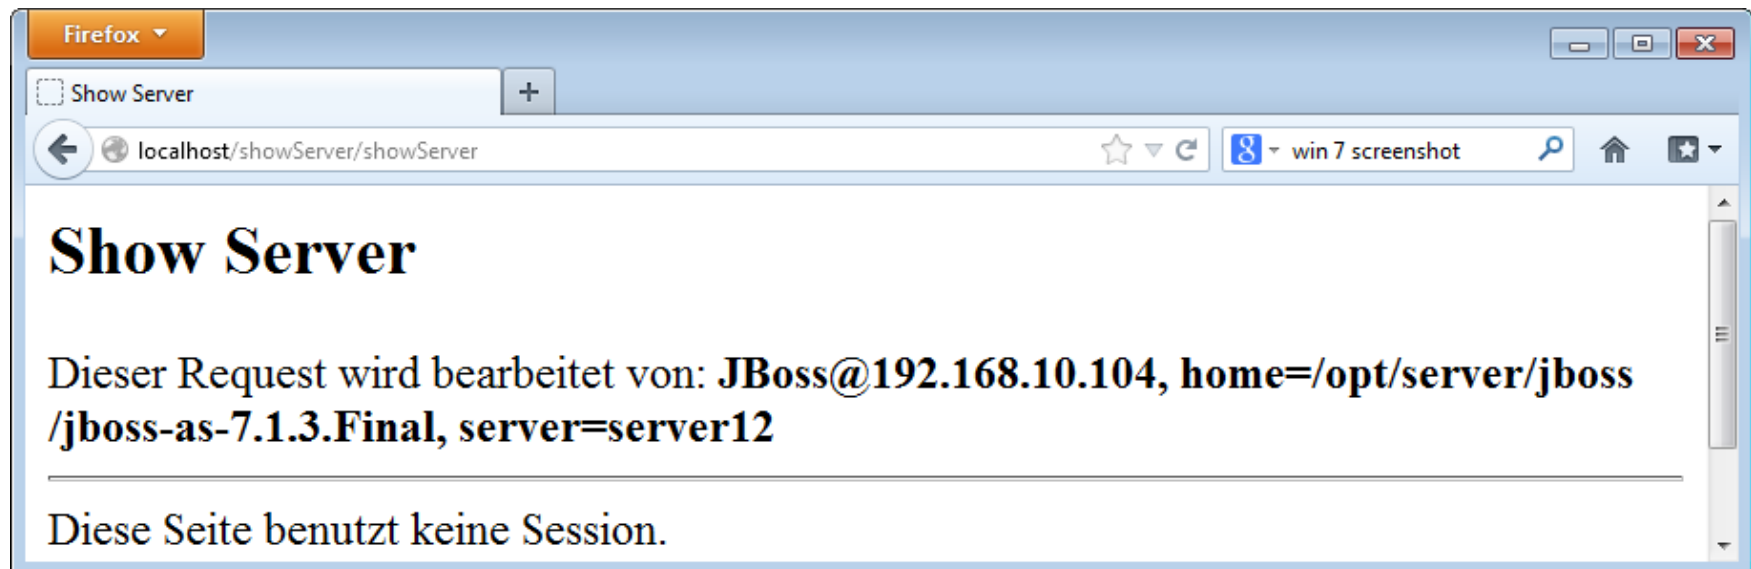 Firefox
Show Server
localhost/showServer/showServer
8 win 7 screenshot
Show Server
Dieser Request wird bearbeitet von: JBoss@192.168.10.104, home=/opt/server/jboss
/jboss-as-7.1.3.Final, server=server12
Diese Seite benutzt keine Session.